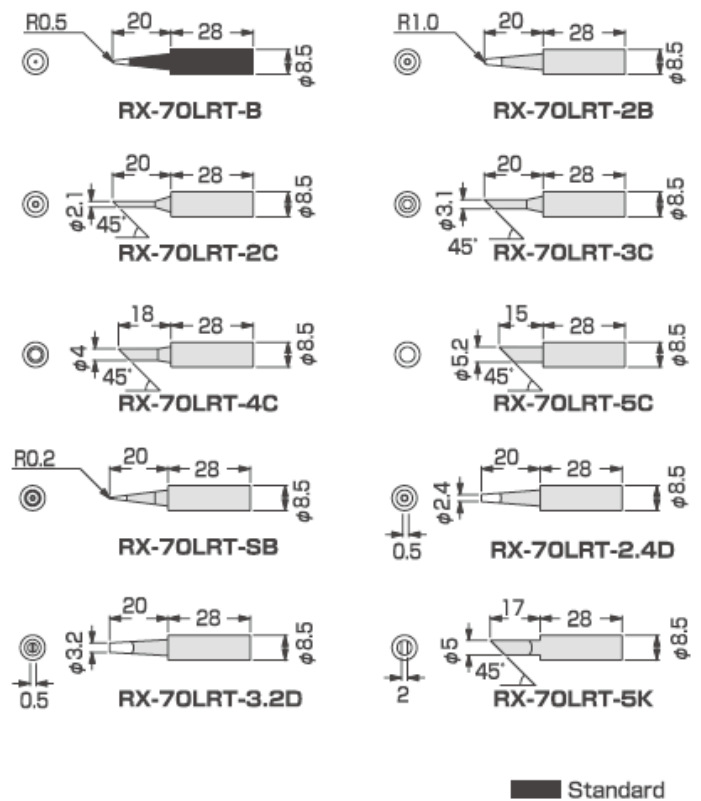 R0.5 20 28 φ8.5
RX-70LRT-B
R1.0 20 28 φ8.5
RX-70LRT-2B
20 28 φ8.5 φ2.1 45°
RX-70LRT-2C
20 28 φ8.5 φ3.1 45°
RX-70LRT-3C
18 28 φ8.5 φ4 45°
RX-70LRT-4C
15 28 φ8.5 φ5.2 45°
RX-70LRT-5C
R0.2 20 28 φ8.5
RX-70LRT-SB
20 28 φ8.5 φ2.4 0.5
RX-70LRT-2.4D
20 28 φ8.5 φ3.2 0.5
RX-70LRT-3.2D
17 28 φ8.5 φ5 45° 2
RX-70LRT-5K
Standard